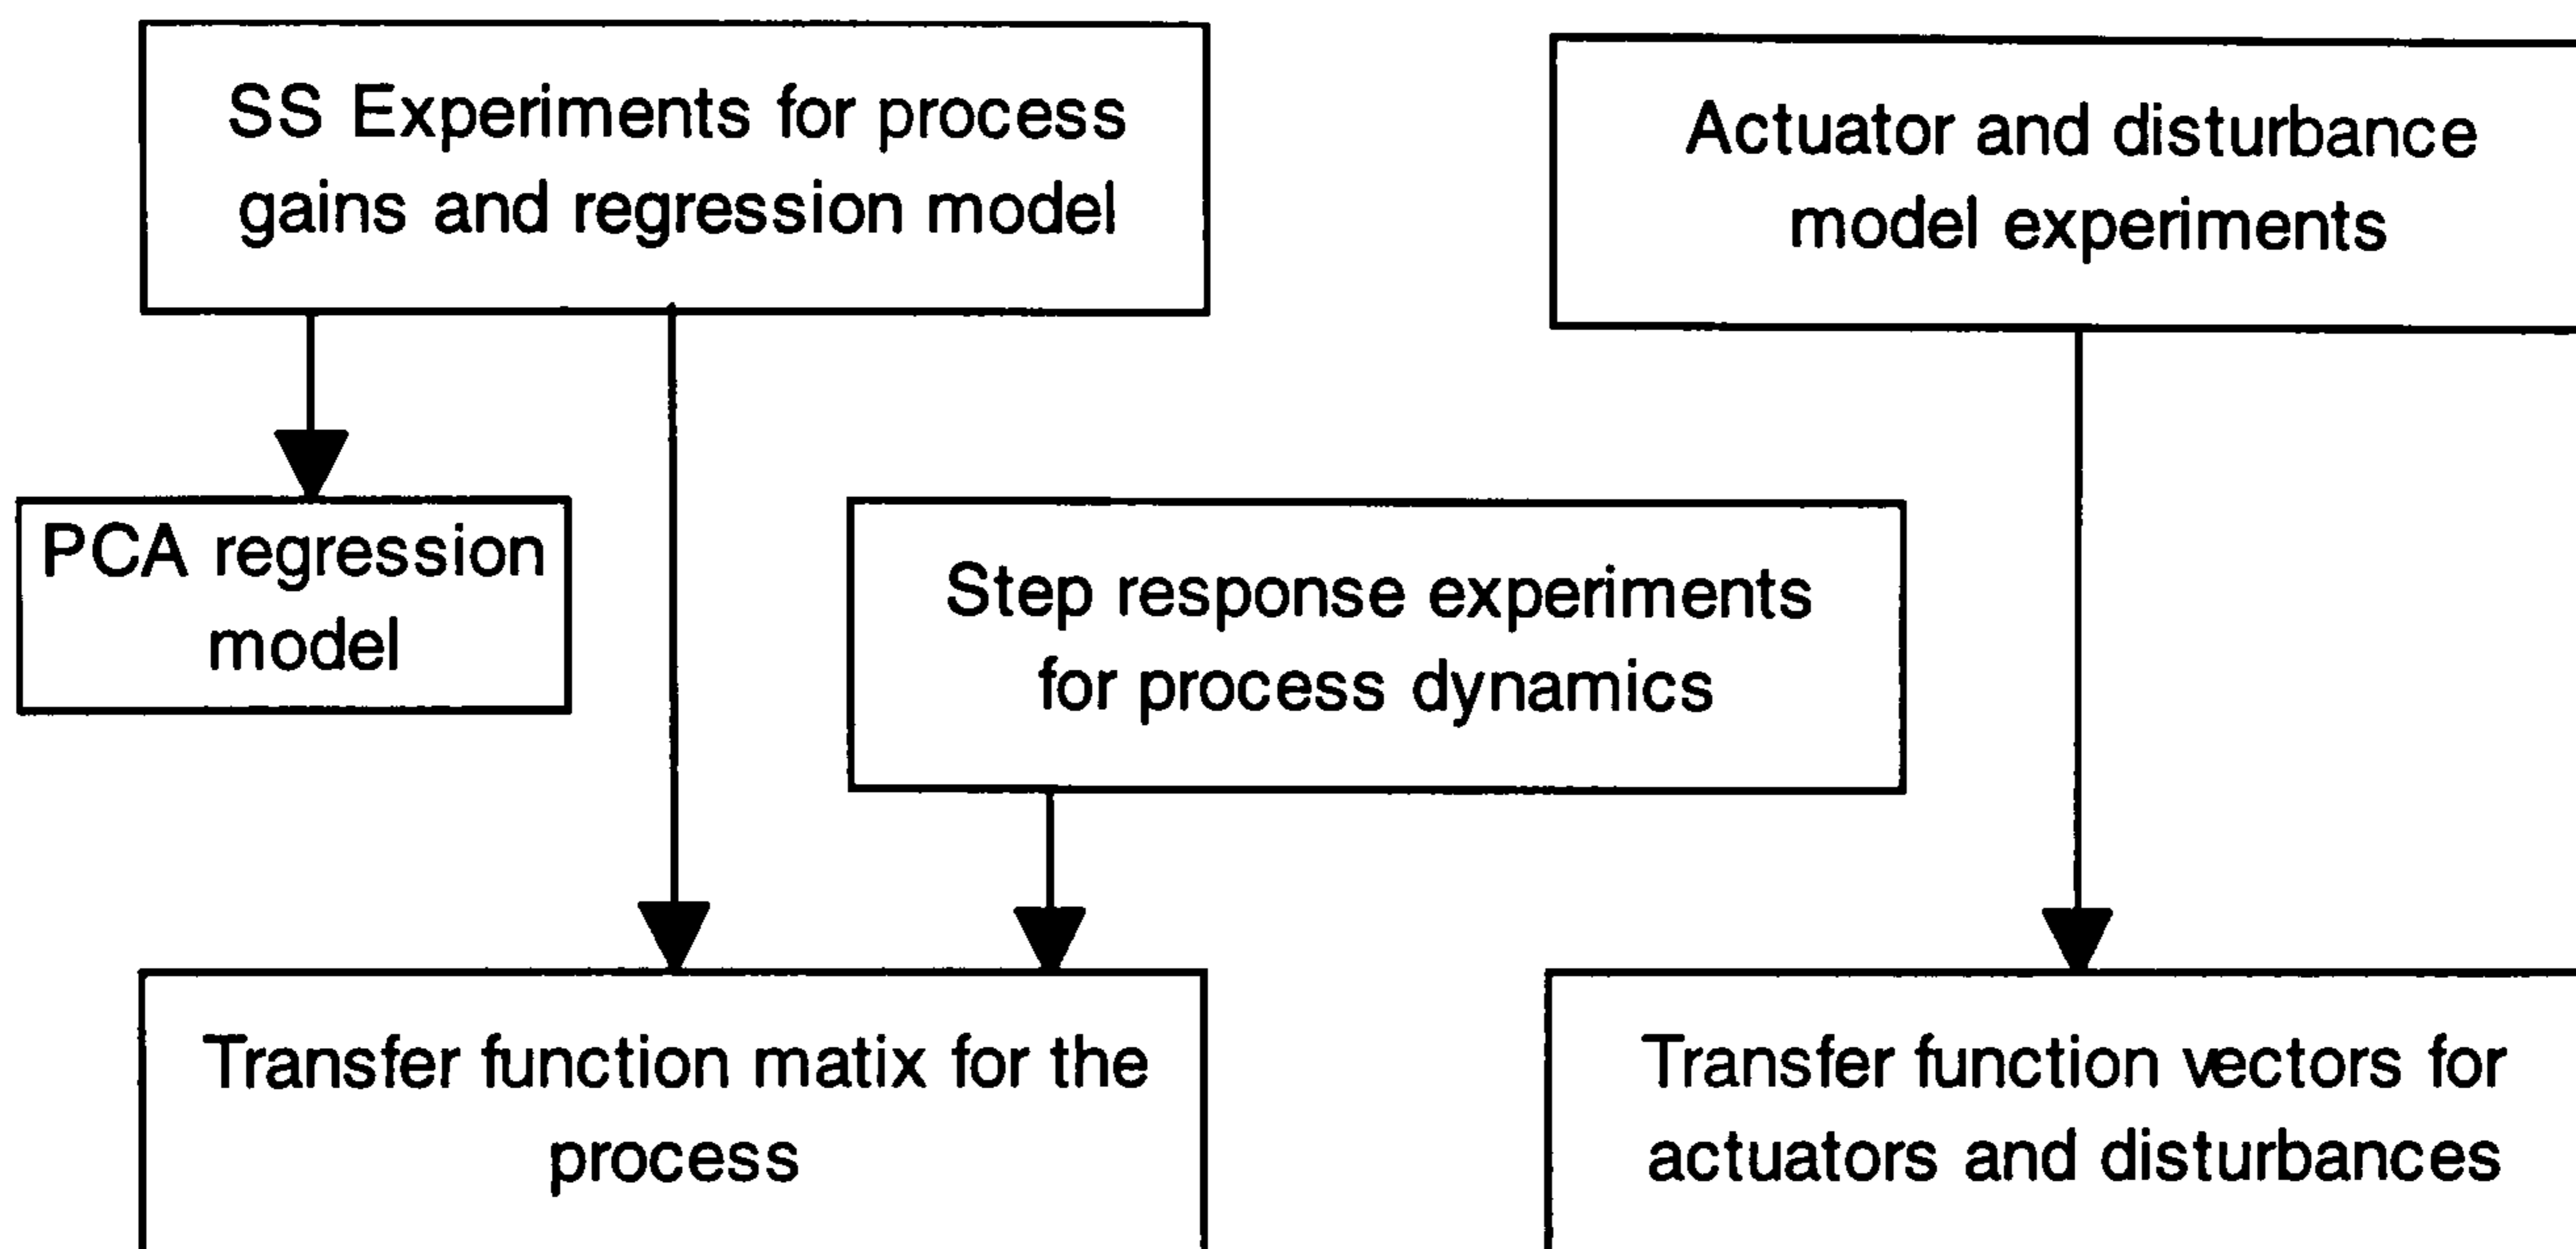 SS Experiments for process
gains and regression model
Actuator and disturbance
model experiments
PCA regression
model
Step response experiments
for process dynamics
Transfer function matix for the
process
Transfer function vectors for
actuators and disturbances